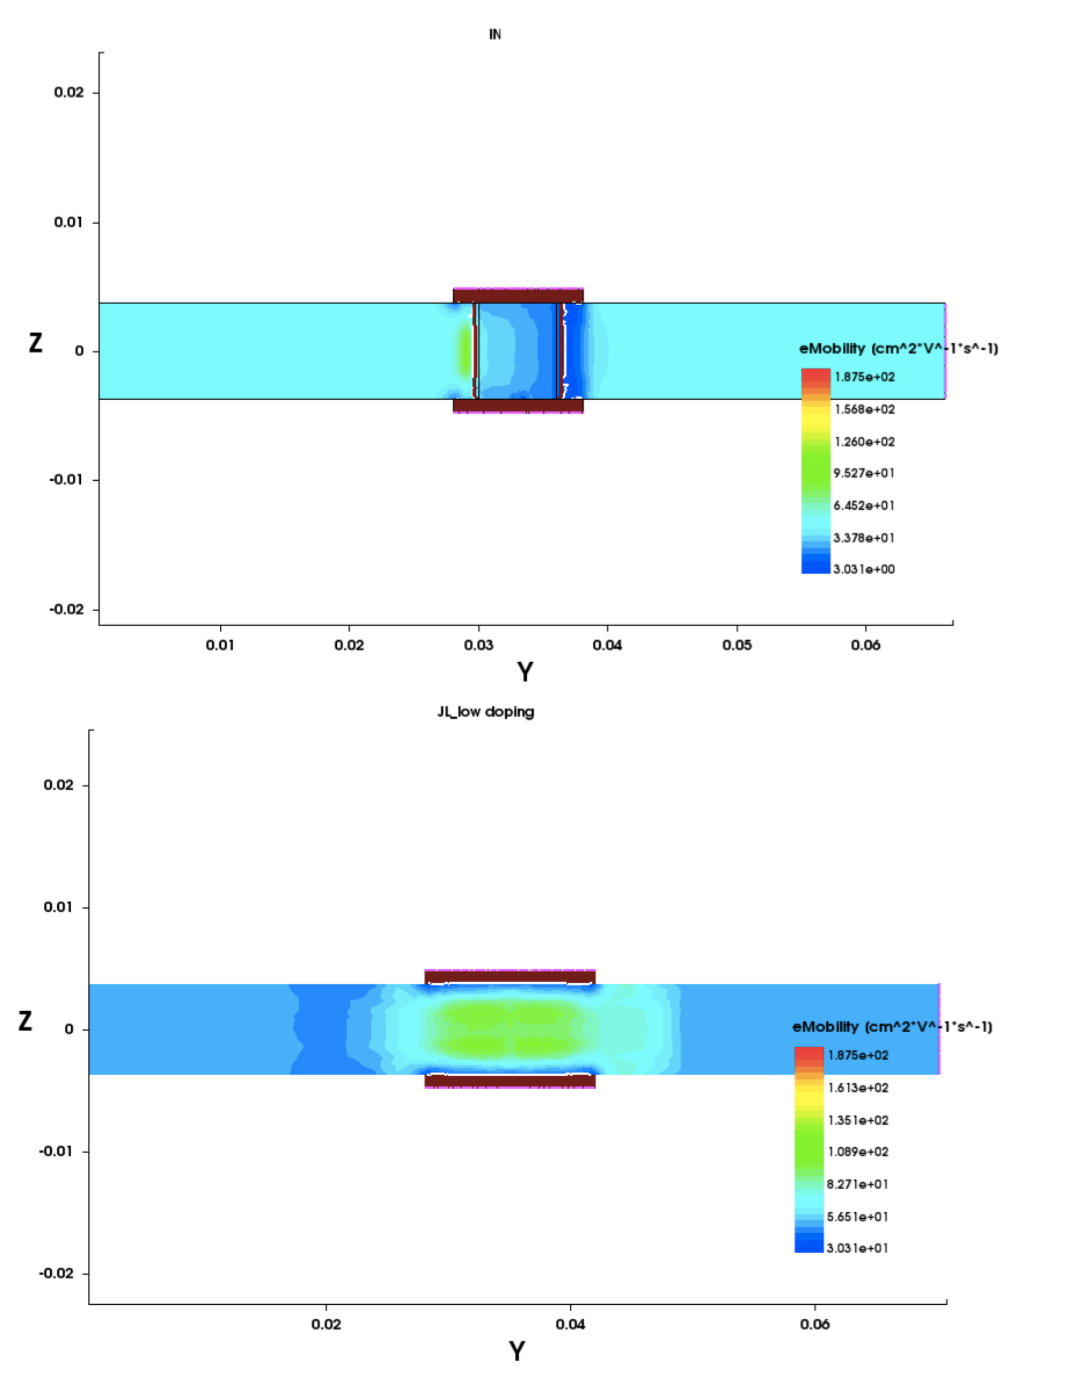 IN
0.02
0.01
Z
0
eMobility (cm^2*V^-1*s^-1)
1.875e+02
1.568e+02
1.260e+02
9.527e+01
6.452e+01
3.378e+01
3.031e+00
-0.01
-0.02
0.01
0.02
0.03
0.04
0.05
0.06
Y
JL_low doping
0.02
0.01
Z
0
eMobility (cm^2*V^-1*s^-1)
1.875e+02
1.613e+02
1.351e+02
1.089e+02
8.271e+01
5.651e+01
3.031e+01
-0.01
-0.02
0.02
0.04
0.06
Y